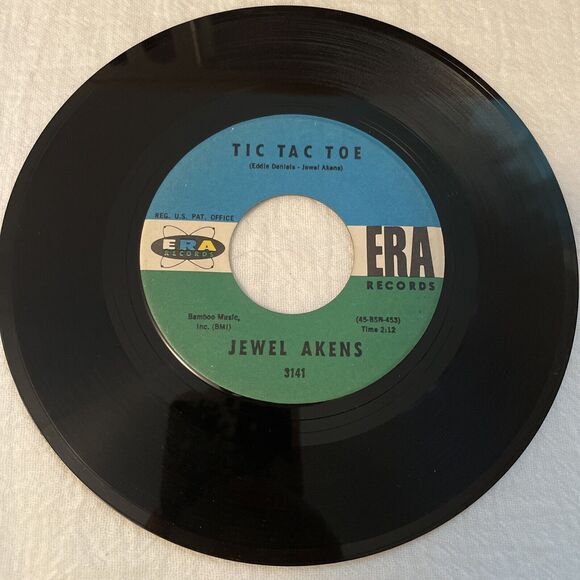 TIC TAC TOE
(Eddie Daniels - Jewel Akens)
REG. U.S. PAT. OFFICE
ERA
RECORDS
ERA
RECORDS
Bamboo Music,
Inc. (BMI)
(45-BSN-453)
Time 2:12
JEWEL AKENS
3141